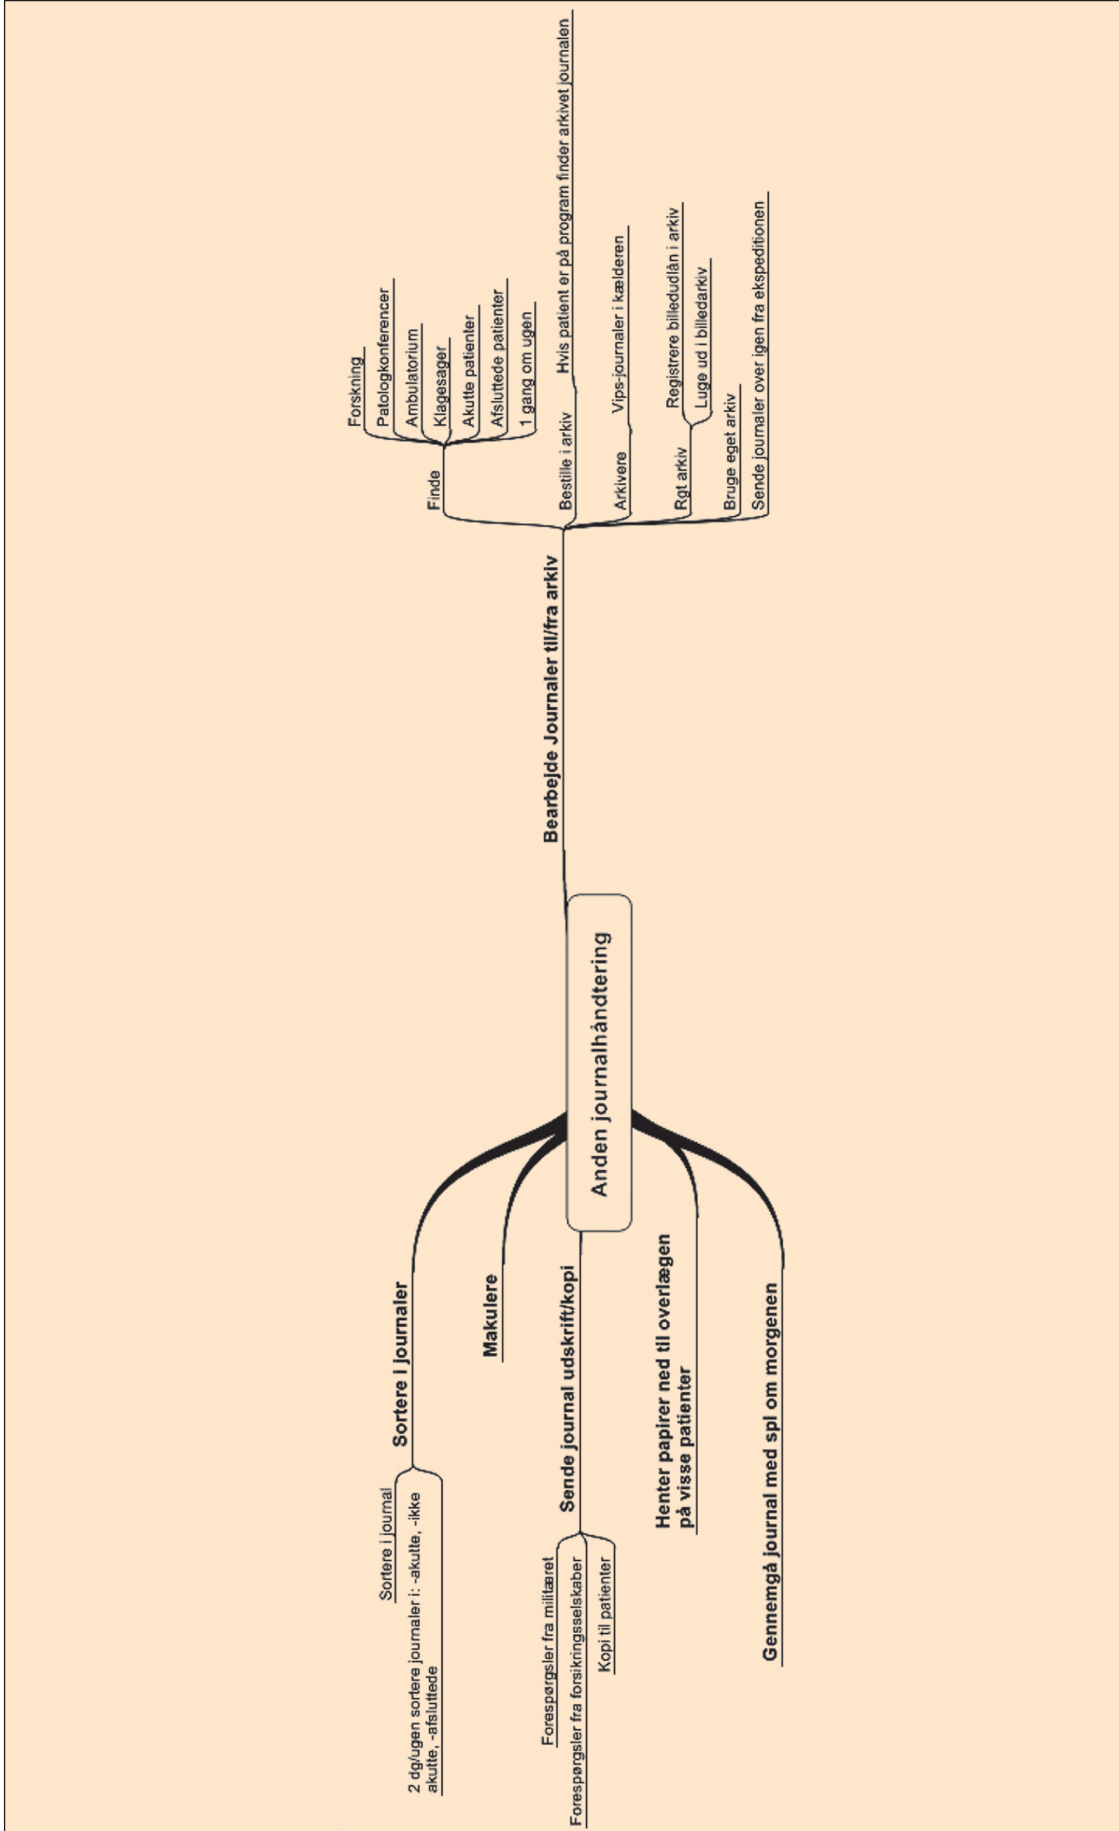 Anden journalhåndtering
Sortere i journaler
Sortere i journal
2 dg/ugen sortere journaler i: -akutte, -ikke
akutte, -afsluttede
Makulere
Sende journal udskrift/kopi
Forespørgsler fra militæret
Forespørgsler fra forsikringsselskaber
Kopi til patienter
Henter papirer ned til overlægen
på visse patienter
Gennemgå journal med spl om morgenen
Bearbejde Journaler til/fra arkiv
Finde
Forskning
Patologkonferencer
Ambulatorium
Klagesager
Akutte patienter
Afsluttede patienter
1 gang om ugen
Bestille i arkiv
Hvis patient er på program finder arkivet journalen
Arkivere
Vips-journaler i kælderen
Rgt arkiv
Registrere billedudlån i arkiv
Luge ud i billedarkiv
Bruge eget arkiv
Sende journaler over igen fra ekspeditionen